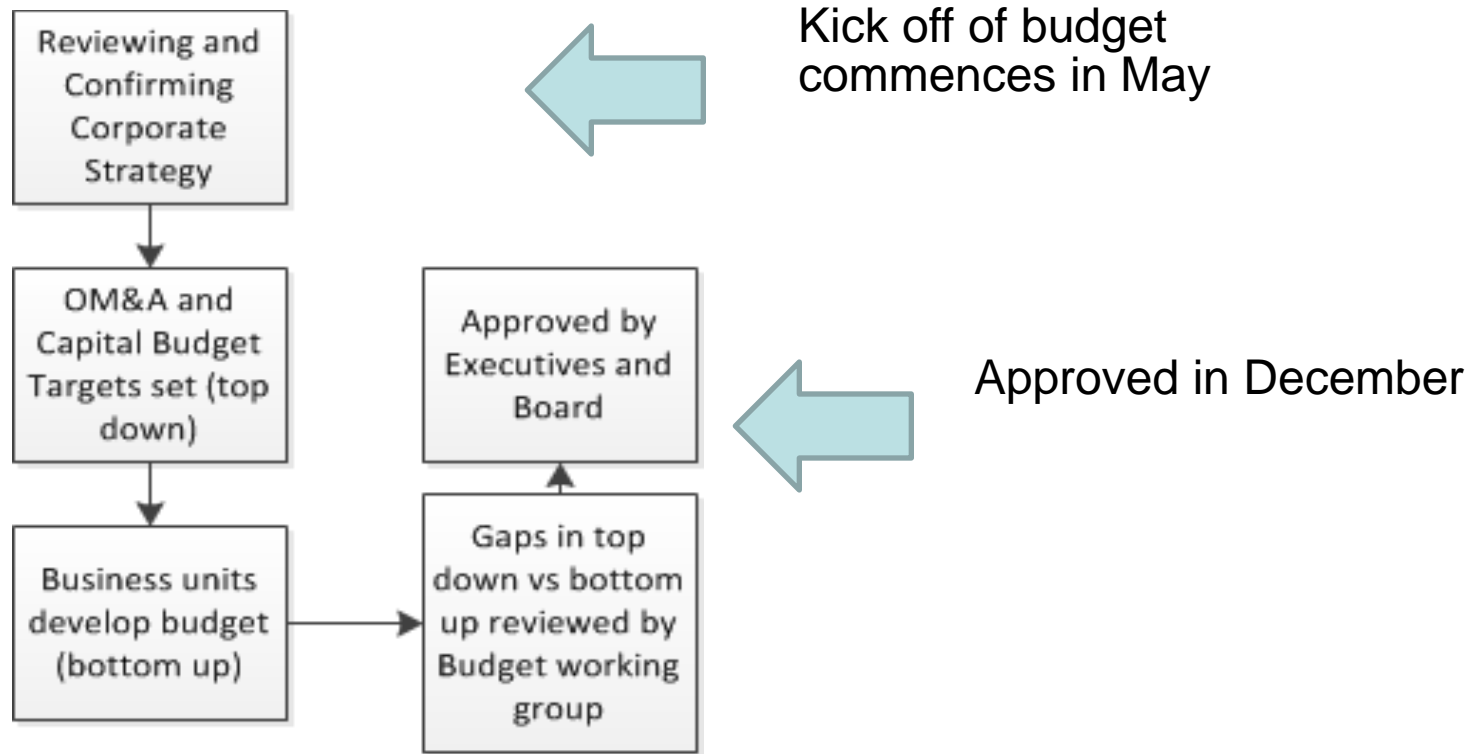 Reviewing and
Confirming
Corporate
Strategy
Kick off of budget
commences in May
OM&A and
Capital Budget
Targets set (top
down)
Approved by
Executives and
Board
Approved in December
Business units
develop budget
(bottom up)
Gaps in top
down vs bottom
up reviewed by
Budget working
group